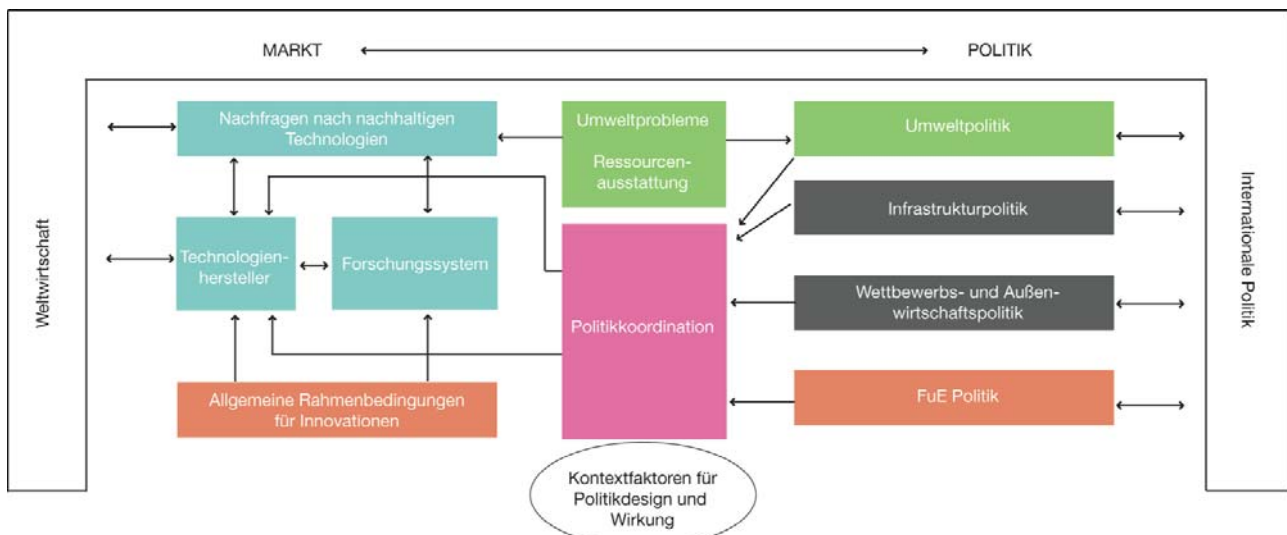 MARKT
POLITIK
Weltwirtschaft
Nachfragen nach nachhaltigen
Technologien
Umweltprobleme
Ressourcen-
ausstattung
Umweltpolitik
Infrastrukturpolitik
Technologien-
hersteller
Forschungssystem
Politikkoordination
Wettbewerbs- und Außen-
wirtschaftspolitik
Allgemeine Rahmenbedingungen
für Innovationen
FuE Politik
Kontextfaktoren für
Politikdesign und
Wirkung
Internationale Politik